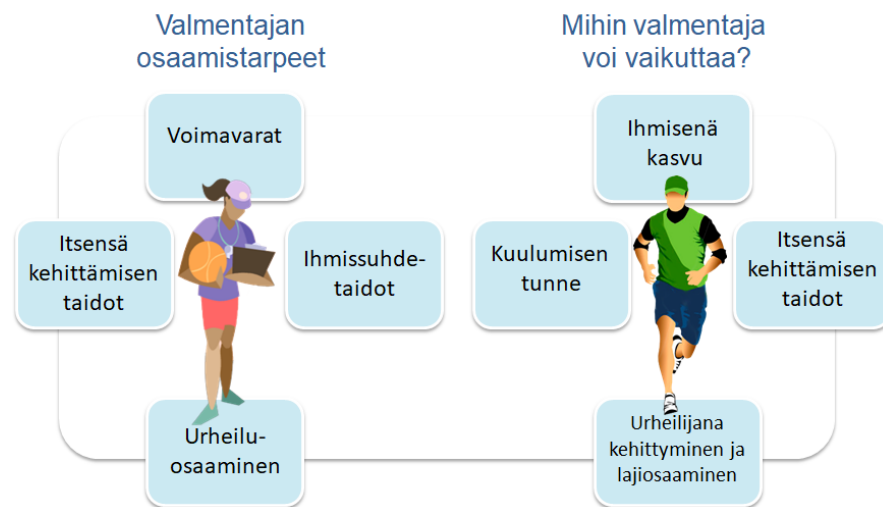 Valmentajan
osaamistarpeet
Voimavarat
Itsensä
kehittämisen
taidot
Ihmissuhde-
taidot
Urheilu-
osaaminen
Mihin valmentaja
voi vaikuttaa?
Ihmisenä
kasvu
Kuulumisen
tunne
Itsensä
kehittämisen
taidot
Urheilijana
kehittyminen ja
lajiosaaminen